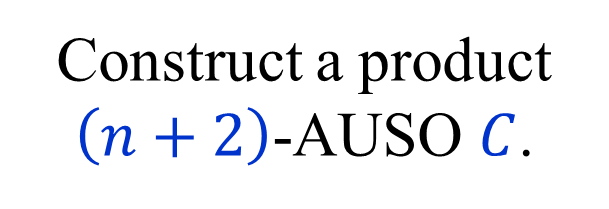 Construct a product
(n + 2)-AUSO C.